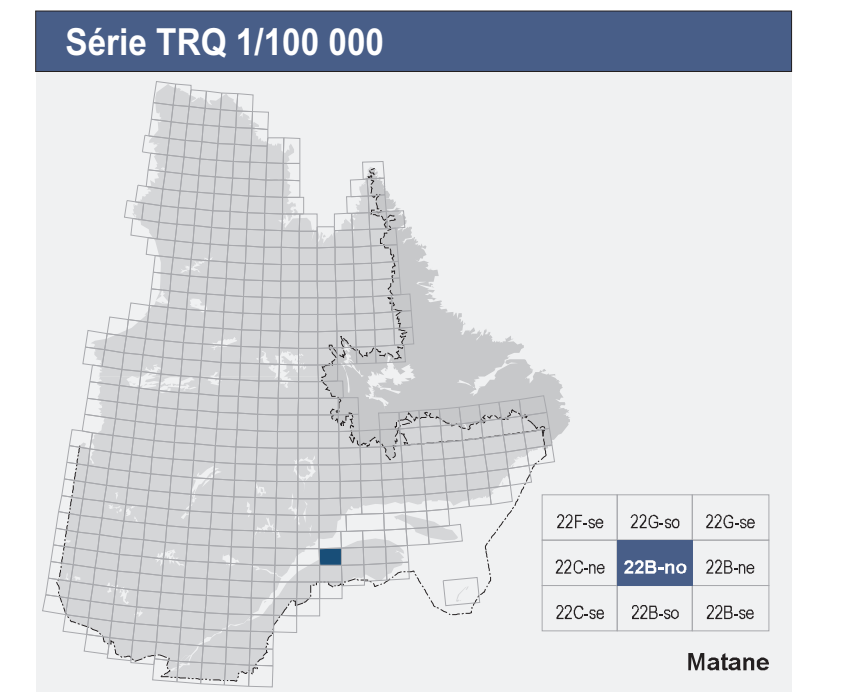 Série TRQ 1/100 000
22F-se 22G-so 22G-se
22C-ne 22B-no 22B-ne
22C-se 22B-so 22B-se
Matane